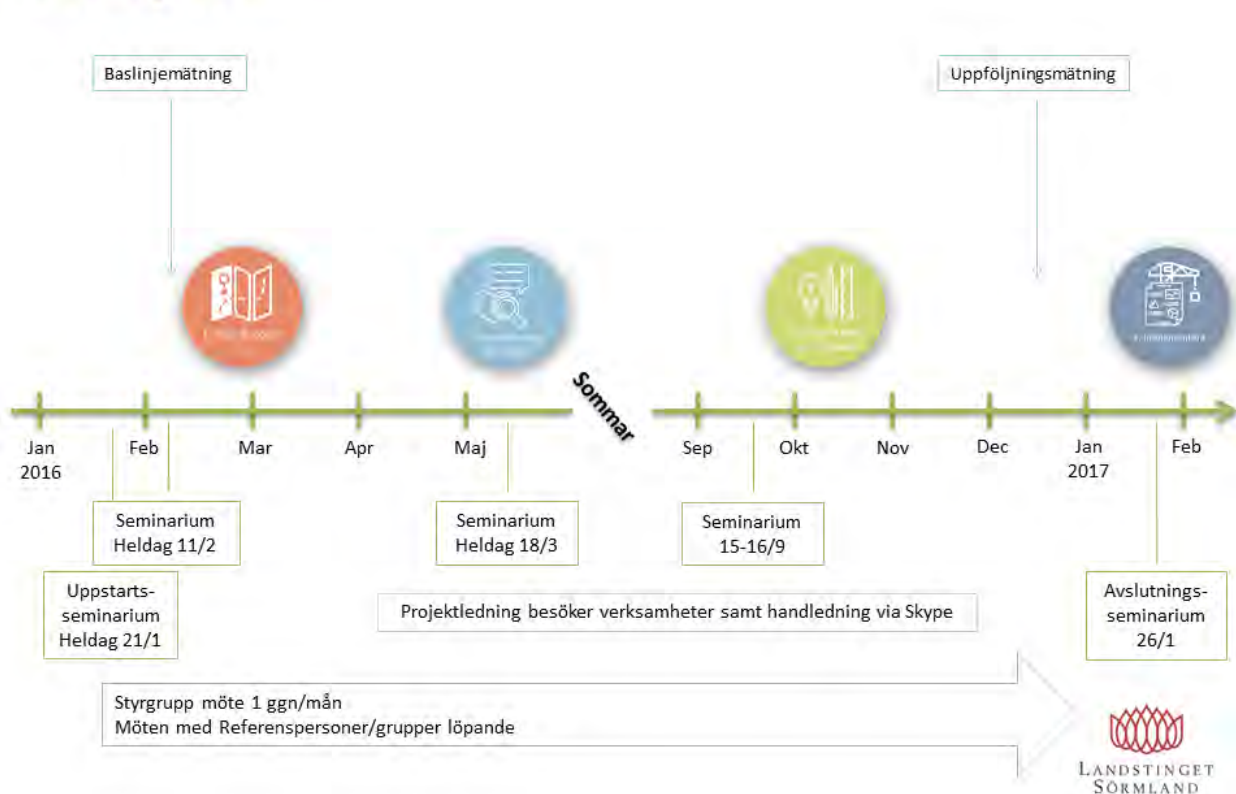 Baslinjemätning
Uppföljningsmätning
Sommar
Jan
2016
Feb
Mar
Apr
Maj
Sep
Okt
Nov
Dec
Jan
2017
Feb
Seminarium
Heldag 11/2
Seminarium
Heldag 18/3
Seminarium
15-16/9
Uppstarts-
seminarium
Heldag 21/1
Projektledning besöker verksamheter samt handledning via Skype
Avslutnings-
seminarium
26/1
Styrgrupp möte 1 ggn/mån
Möten med Referenspersoner/grupper löpande
LANDSTINGET
SÖRMLAND